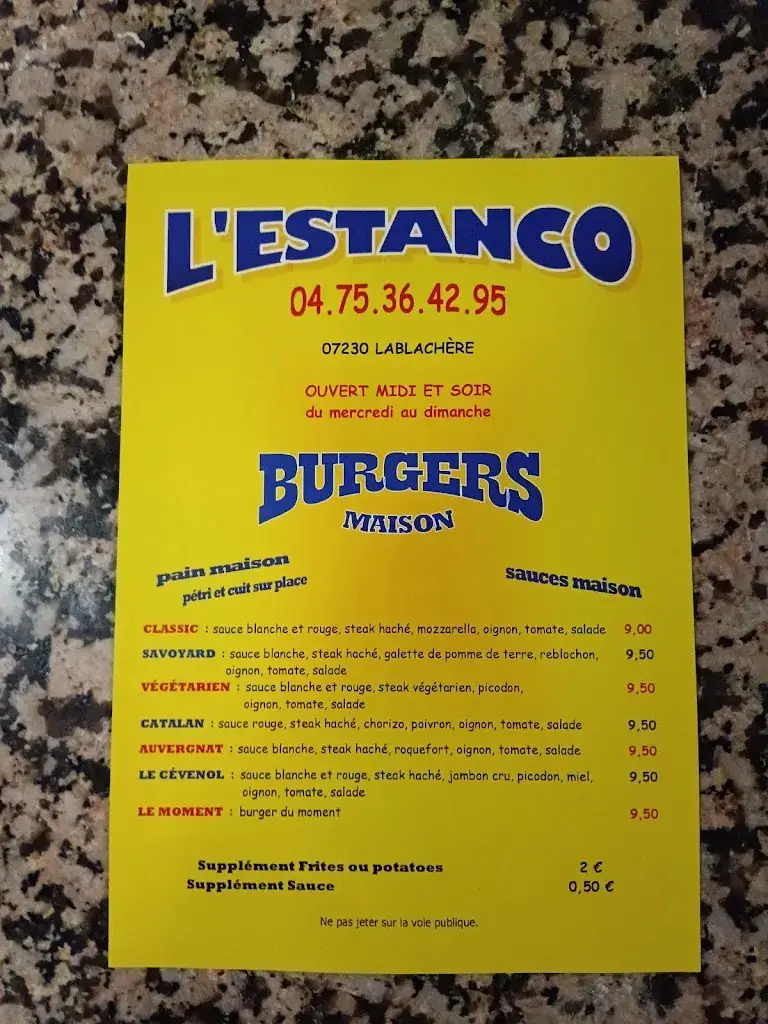 L'ESTANCO
04.75.36.42.95
07230 LABLACHÈRE
OUVERT MIDI ET SOIR
du mercredi au dimanche
BURGERS
MAISON
pain maison
pétri et cuit sur place
sauces maison
CLASSIC : sauce blanche et rouge, steak haché, mozzarella, oignon, tomate, salade 9,00
SAVOYARD : sauce blanche, steak haché, galette de pomme de terre, reblochon, 9,50
oignon, tomate, salade
VÉGÉTARIEN : sauce blanche et rouge, steak végétarien, picodon, 9,50
oignon, tomate, salade
CATALAN : sauce rouge, steak haché, chorizo, poivron, oignon, tomate, salade 9,50
AUVERGNAT : sauce blanche, steak haché, roquefort, oignon, tomate, salade 9,50
LE CÉVENOL : sauce blanche et rouge, steak haché, jambon cru, picodon, miel, 9,50
oignon, tomate, salade
LE MOMENT : burger du moment 9,50
Supplément Frites ou potatoes 2 €
Supplément Sauce 0,50 €
Ne pas jeter sur la voie publique.